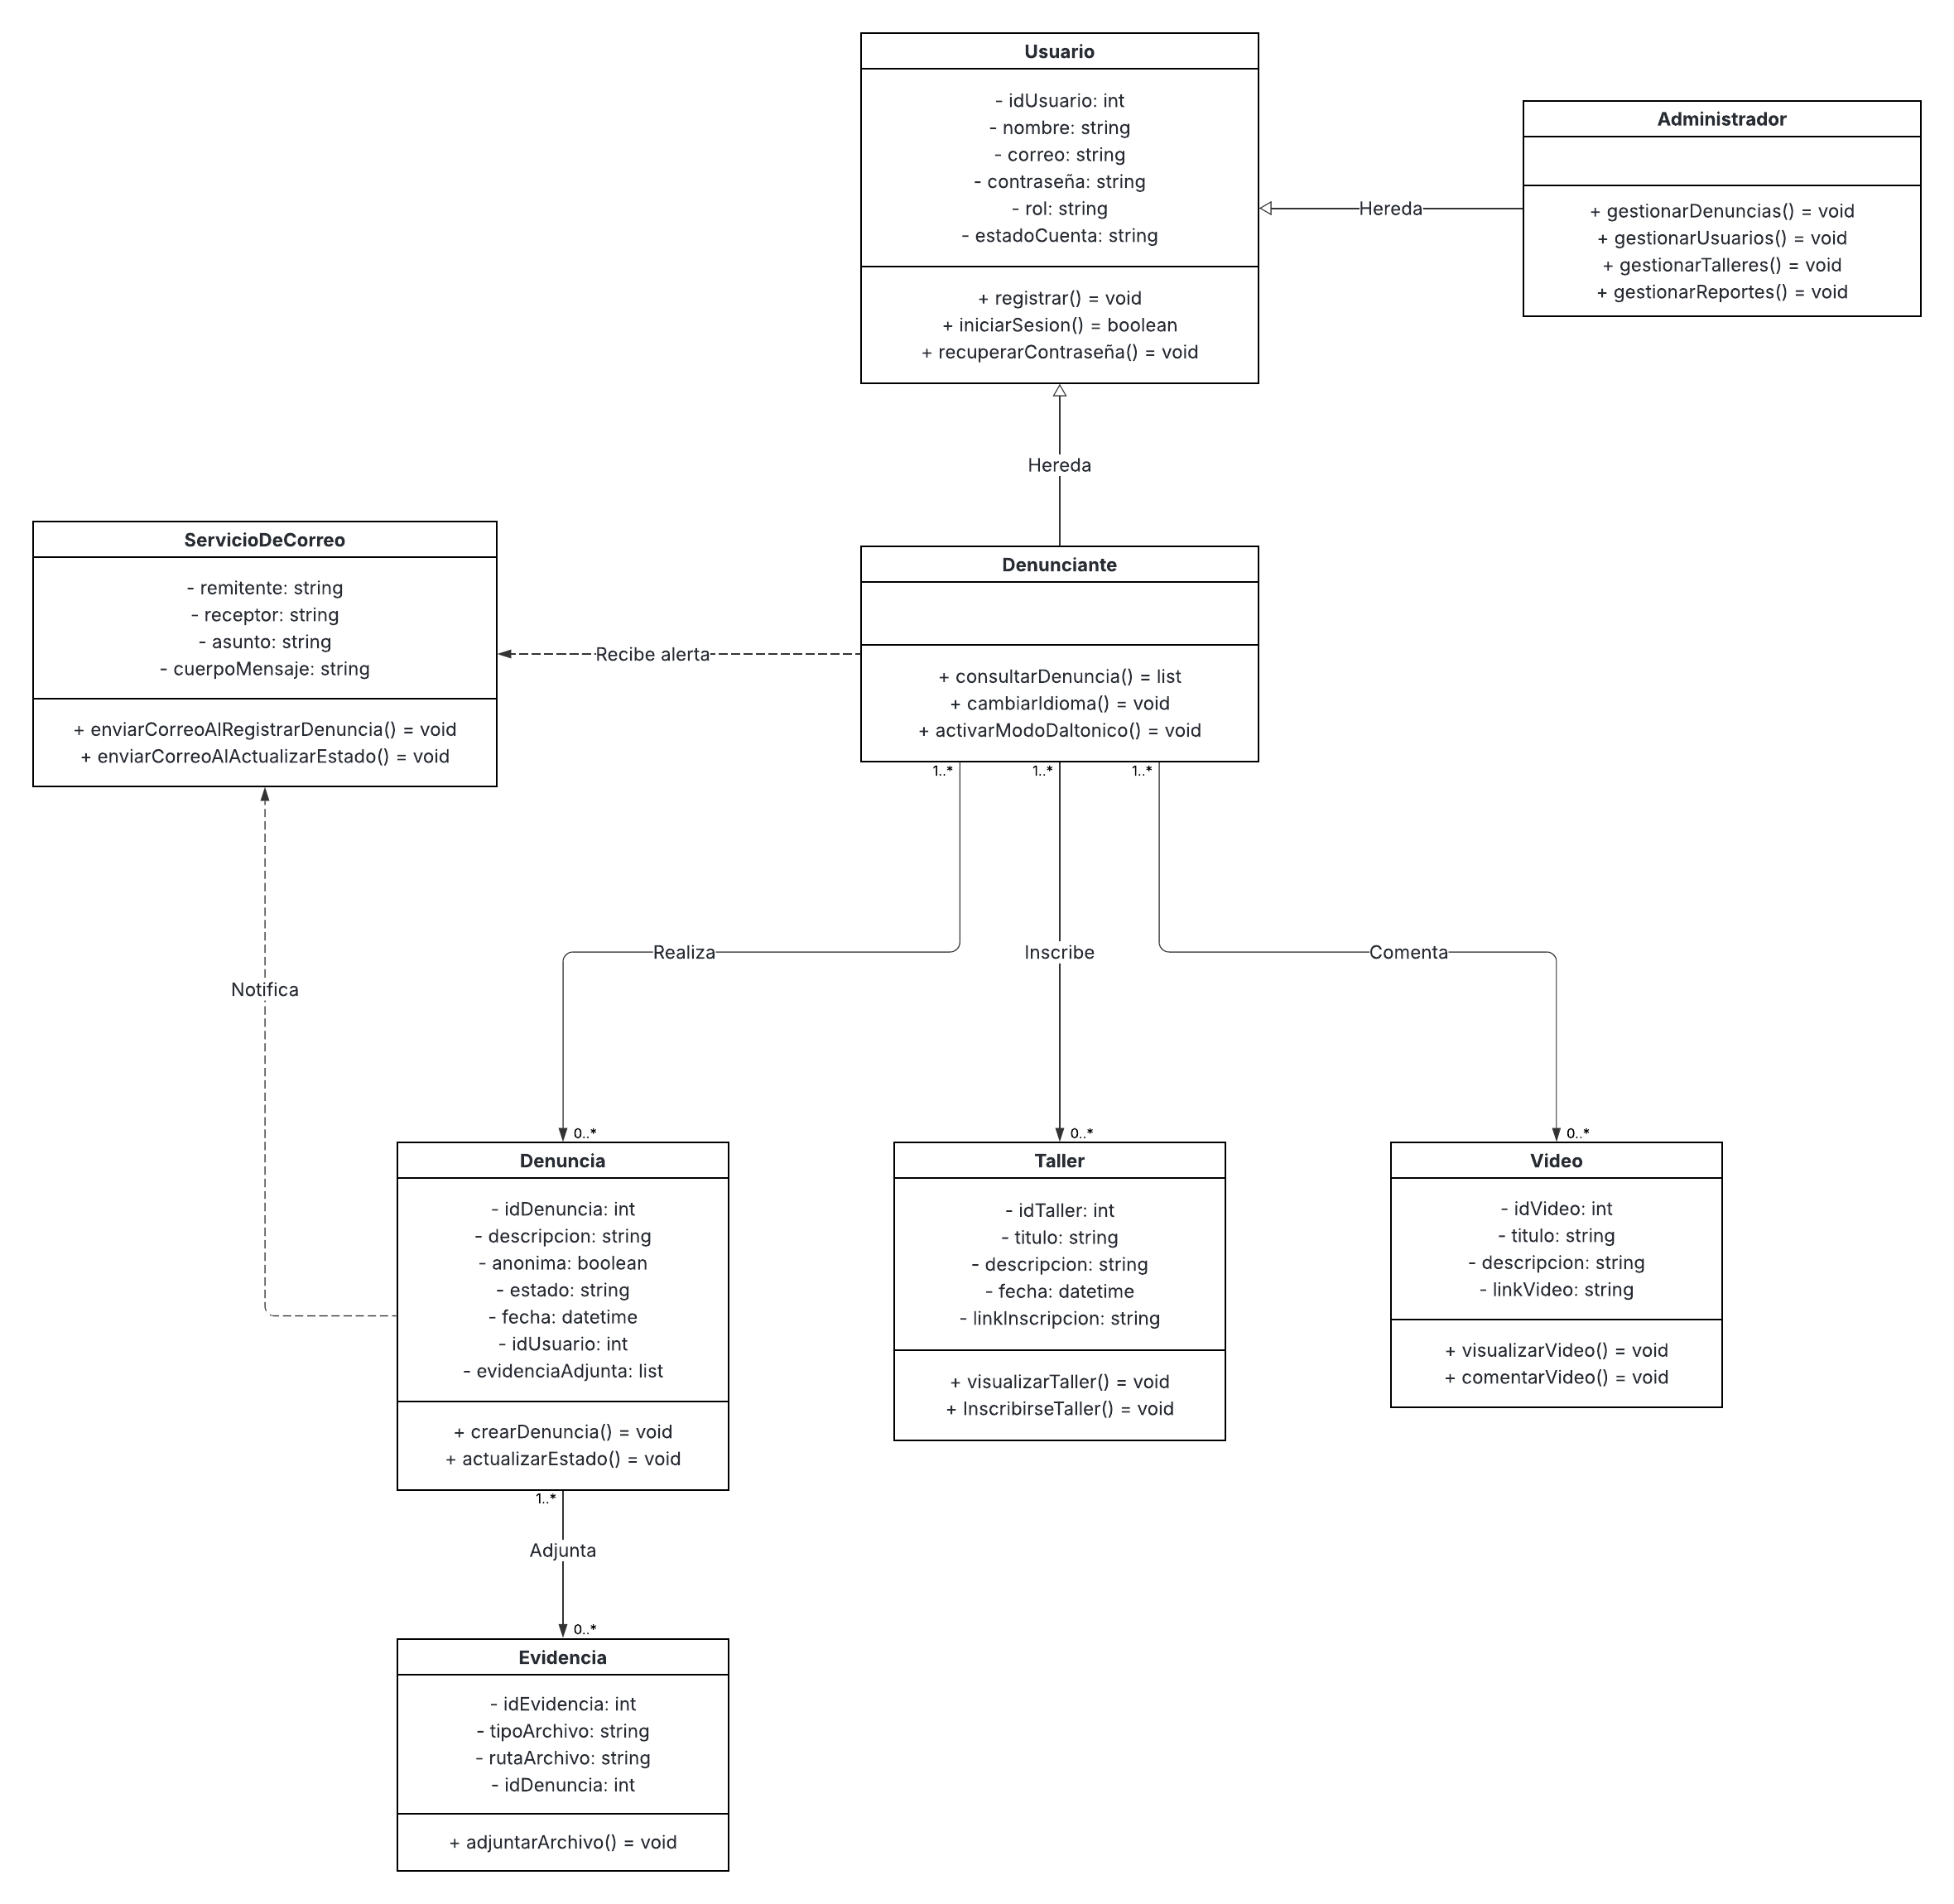 Usuario
- idUsuario: int
- nombre: string
- correo: string
- contraseña: string
- rol: string
- estadoCuenta: string
+ registrar() = void
+ iniciarSesion() = boolean
+ recuperarContraseña() = void
Administrador
+ gestionarDenuncias() = void
+ gestionarUsuarios() = void
+ gestionarTalleres() = void
+ gestionarReportes() = void
Hereda
Hereda
ServicioDeCorreo
- remitente: string
- receptor: string
- asunto: string
- cuerpoMensaje: string
+ enviarCorreoAlRegistrarDenuncia() = void
+ enviarCorreoAlActualizarEstado() = void
Recibe alerta
Denunciante
+ consultarDenuncia() = list
+ cambiarIdioma() = void
+ activarModoDaltonico() = void
1..*
1..*
1..*
Realiza
Inscribe
Comenta
Notifica
0..*
0..*
0..*
Denuncia
- idDenuncia: int
- descripcion: string
- anonima: boolean
- estado: string
- fecha: datetime
- idUsuario: int
- evidenciaAdjunta: list
+ crearDenuncia() = void
+ actualizarEstado() = void
Taller
- idTaller: int
- titulo: string
- descripcion: string
- fecha: datetime
- linkInscripcion: string
+ visualizarTaller() = void
+ InscribirseTaller() = void
Video
- idVideo: int
- titulo: string
- descripcion: string
- linkVideo: string
+ visualizarVideo() = void
+ comentarVideo() = void
1..*
Adjunta
0..*
Evidencia
- idEvidencia: int
- tipoArchivo: string
- rutaArchivo: string
- idDenuncia: int
+ adjuntarArchivo() = void